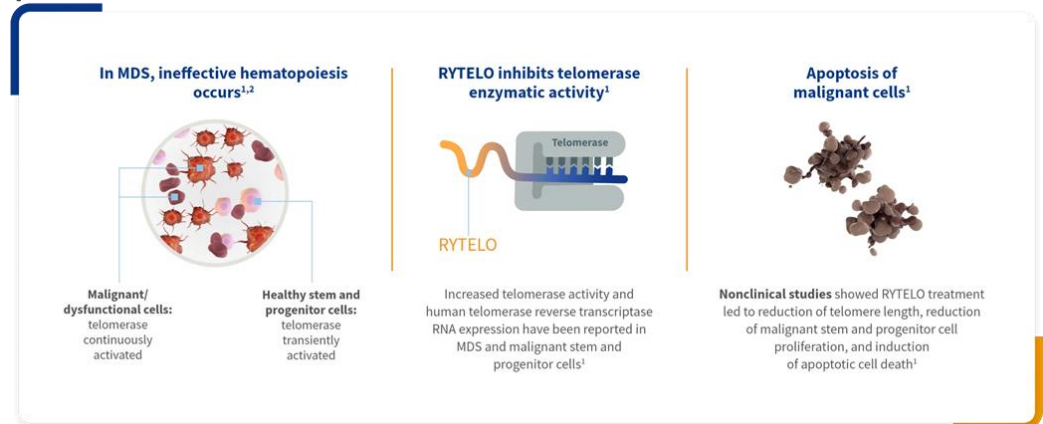 In MDS, ineffective hematopoiesis
occurs1,2
Malignant/
dysfunctional cells:
telomerase
continuously
activated
Healthy stem and
progenitor cells:
telomerase
transiently
activated
RYTELO inhibits telomerase
enzymatic activity1
Telomerase
RYTELO
Increased telomerase activity and
human telomerase reverse transcriptase
RNA expression have been reported in
MDS and malignant stem and
progenitor cells1
Apoptosis of
malignant cells1
Nonclinical studies showed RYTELO treatment
led to reduction of telomere length, reduction
of malignant stem and progenitor cell
proliferation, and induction
of apoptotic cell death1